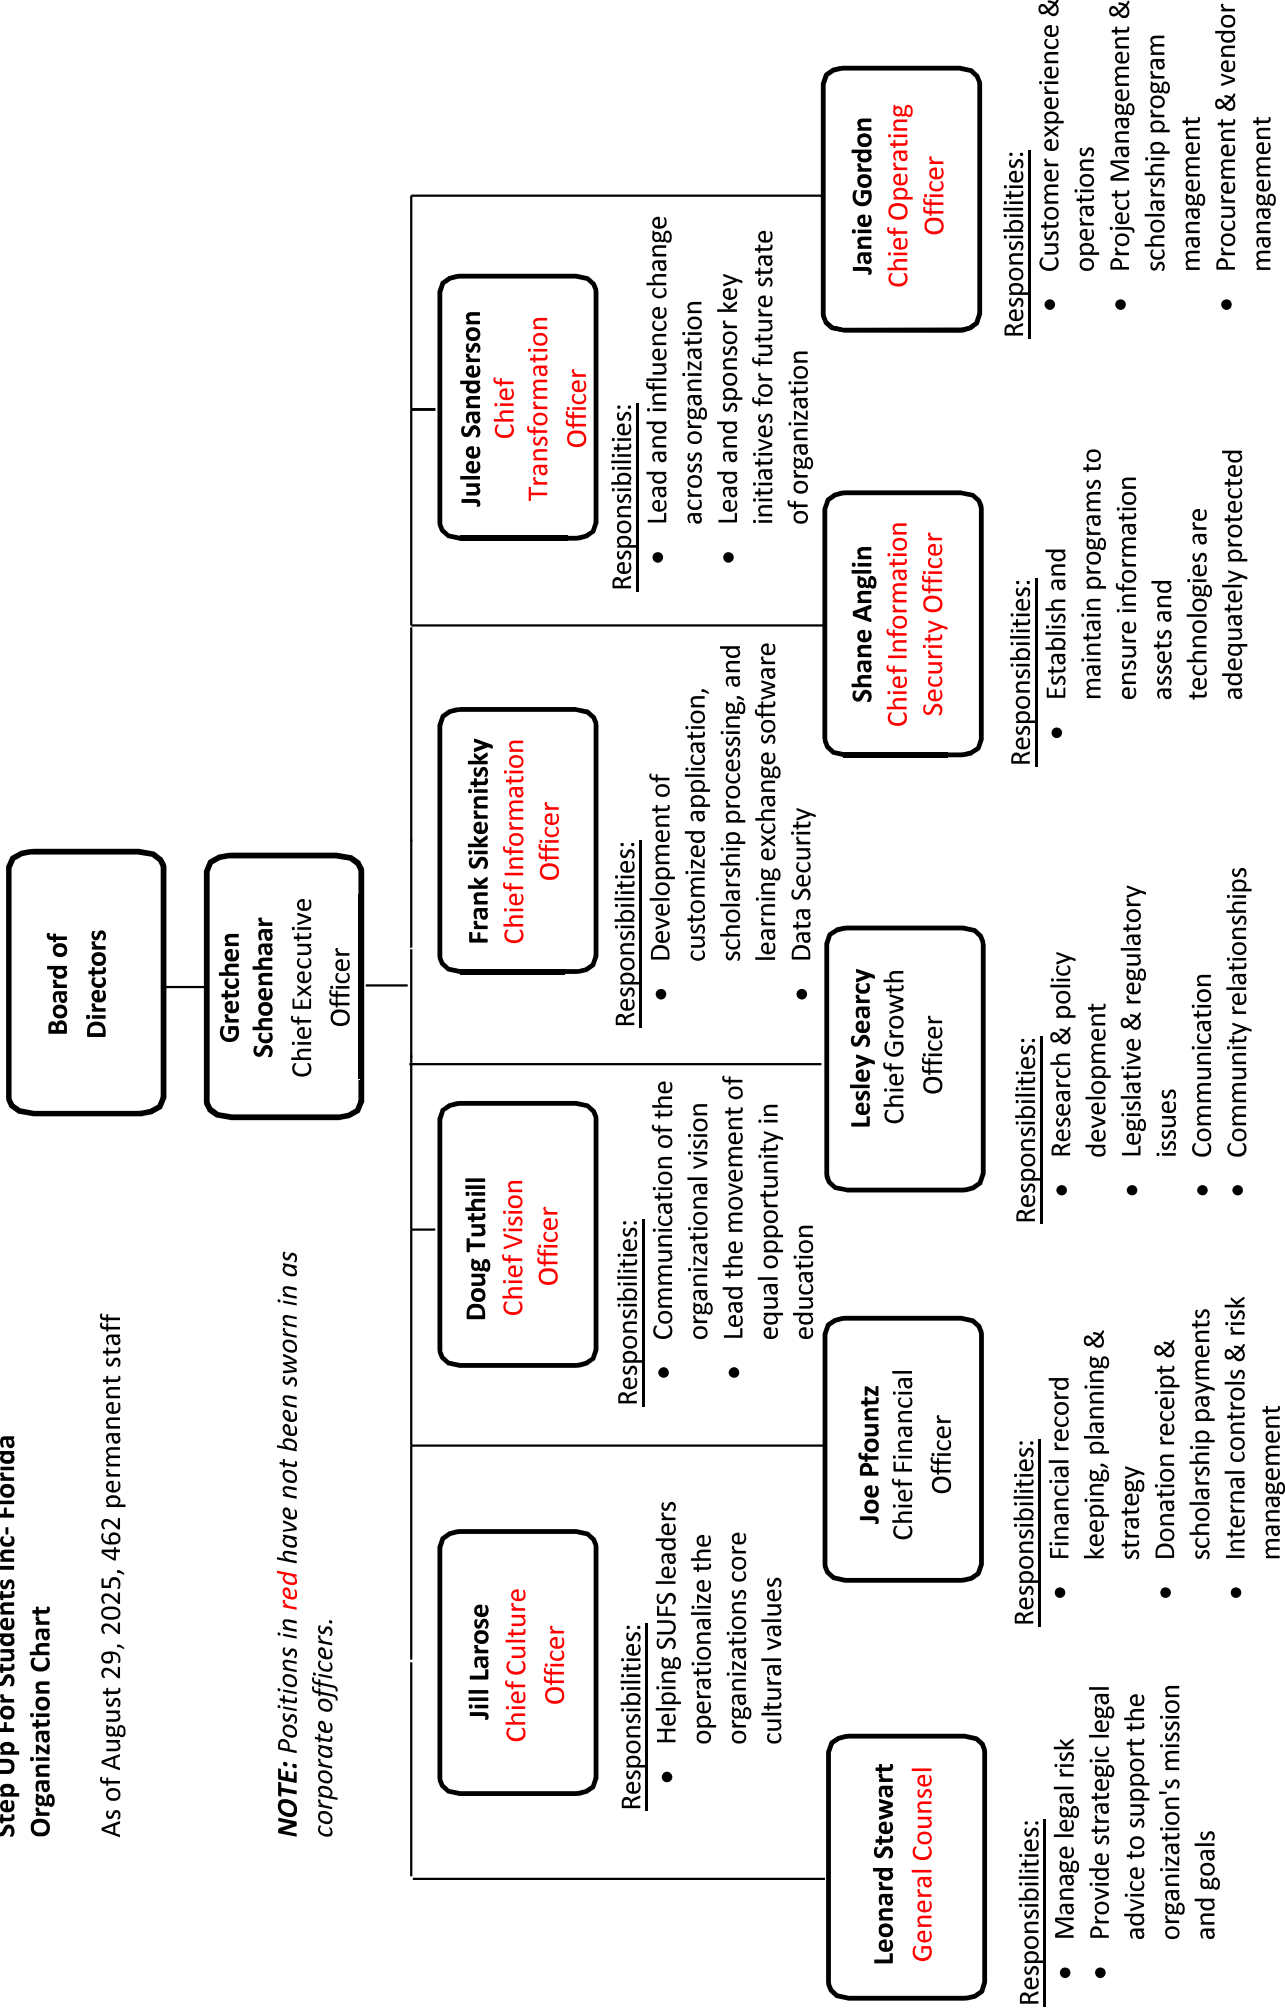 Step Up For Students Inc- Florida
Organization Chart
As of August 29, 2025, 462 permanent staff
NOTE: Positions in red have not been sworn in as
corporate officers.
Board of
Directors
Gretchen
Schoenhaar
Chief Executive
Officer
Jill Larose
Chief Culture
Officer
Responsibilities:
• Helping SUFS leaders
operationalize the
organizations core
cultural values
Doug Tuthill
Chief Vision
Officer
Responsibilities:
• Communication of the
organizational vision
• Lead the movement of
equal opportunity in
education
Frank Sikernitsky
Chief Information
Officer
Responsibilities:
• Development of
customized application,
scholarship processing, and
learning exchange software
• Data Security
Julee Sanderson
Chief
Transformation
Officer
Responsibilities:
• Lead and influence change
across organization
• Lead and sponsor key
initiatives for future state
of organization
Leonard Stewart
General Counsel
Responsibilities:
• Manage legal risk
• Provide strategic legal
advice to support the
organization's mission
and goals
Joe Pfountz
Chief Financial
Officer
Responsibilities:
• Financial record
keeping, planning &
strategy
• Donation receipt &
scholarship payments
• Internal controls & risk
management
Lesley Searcy
Chief Growth
Officer
Responsibilities:
• Research & policy
development
• Legislative & regulatory
issues
• Communication
• Community relationships
Shane Anglin
Chief Information
Security Officer
Responsibilities:
• Establish and
maintain programs to
ensure information
assets and
technologies are
adequately protected
Janie Gordon
Chief Operating
Officer
Responsibilities:
• Customer experience &
operations
• Project Management &
scholarship program
management
• Procurement & vendor
management